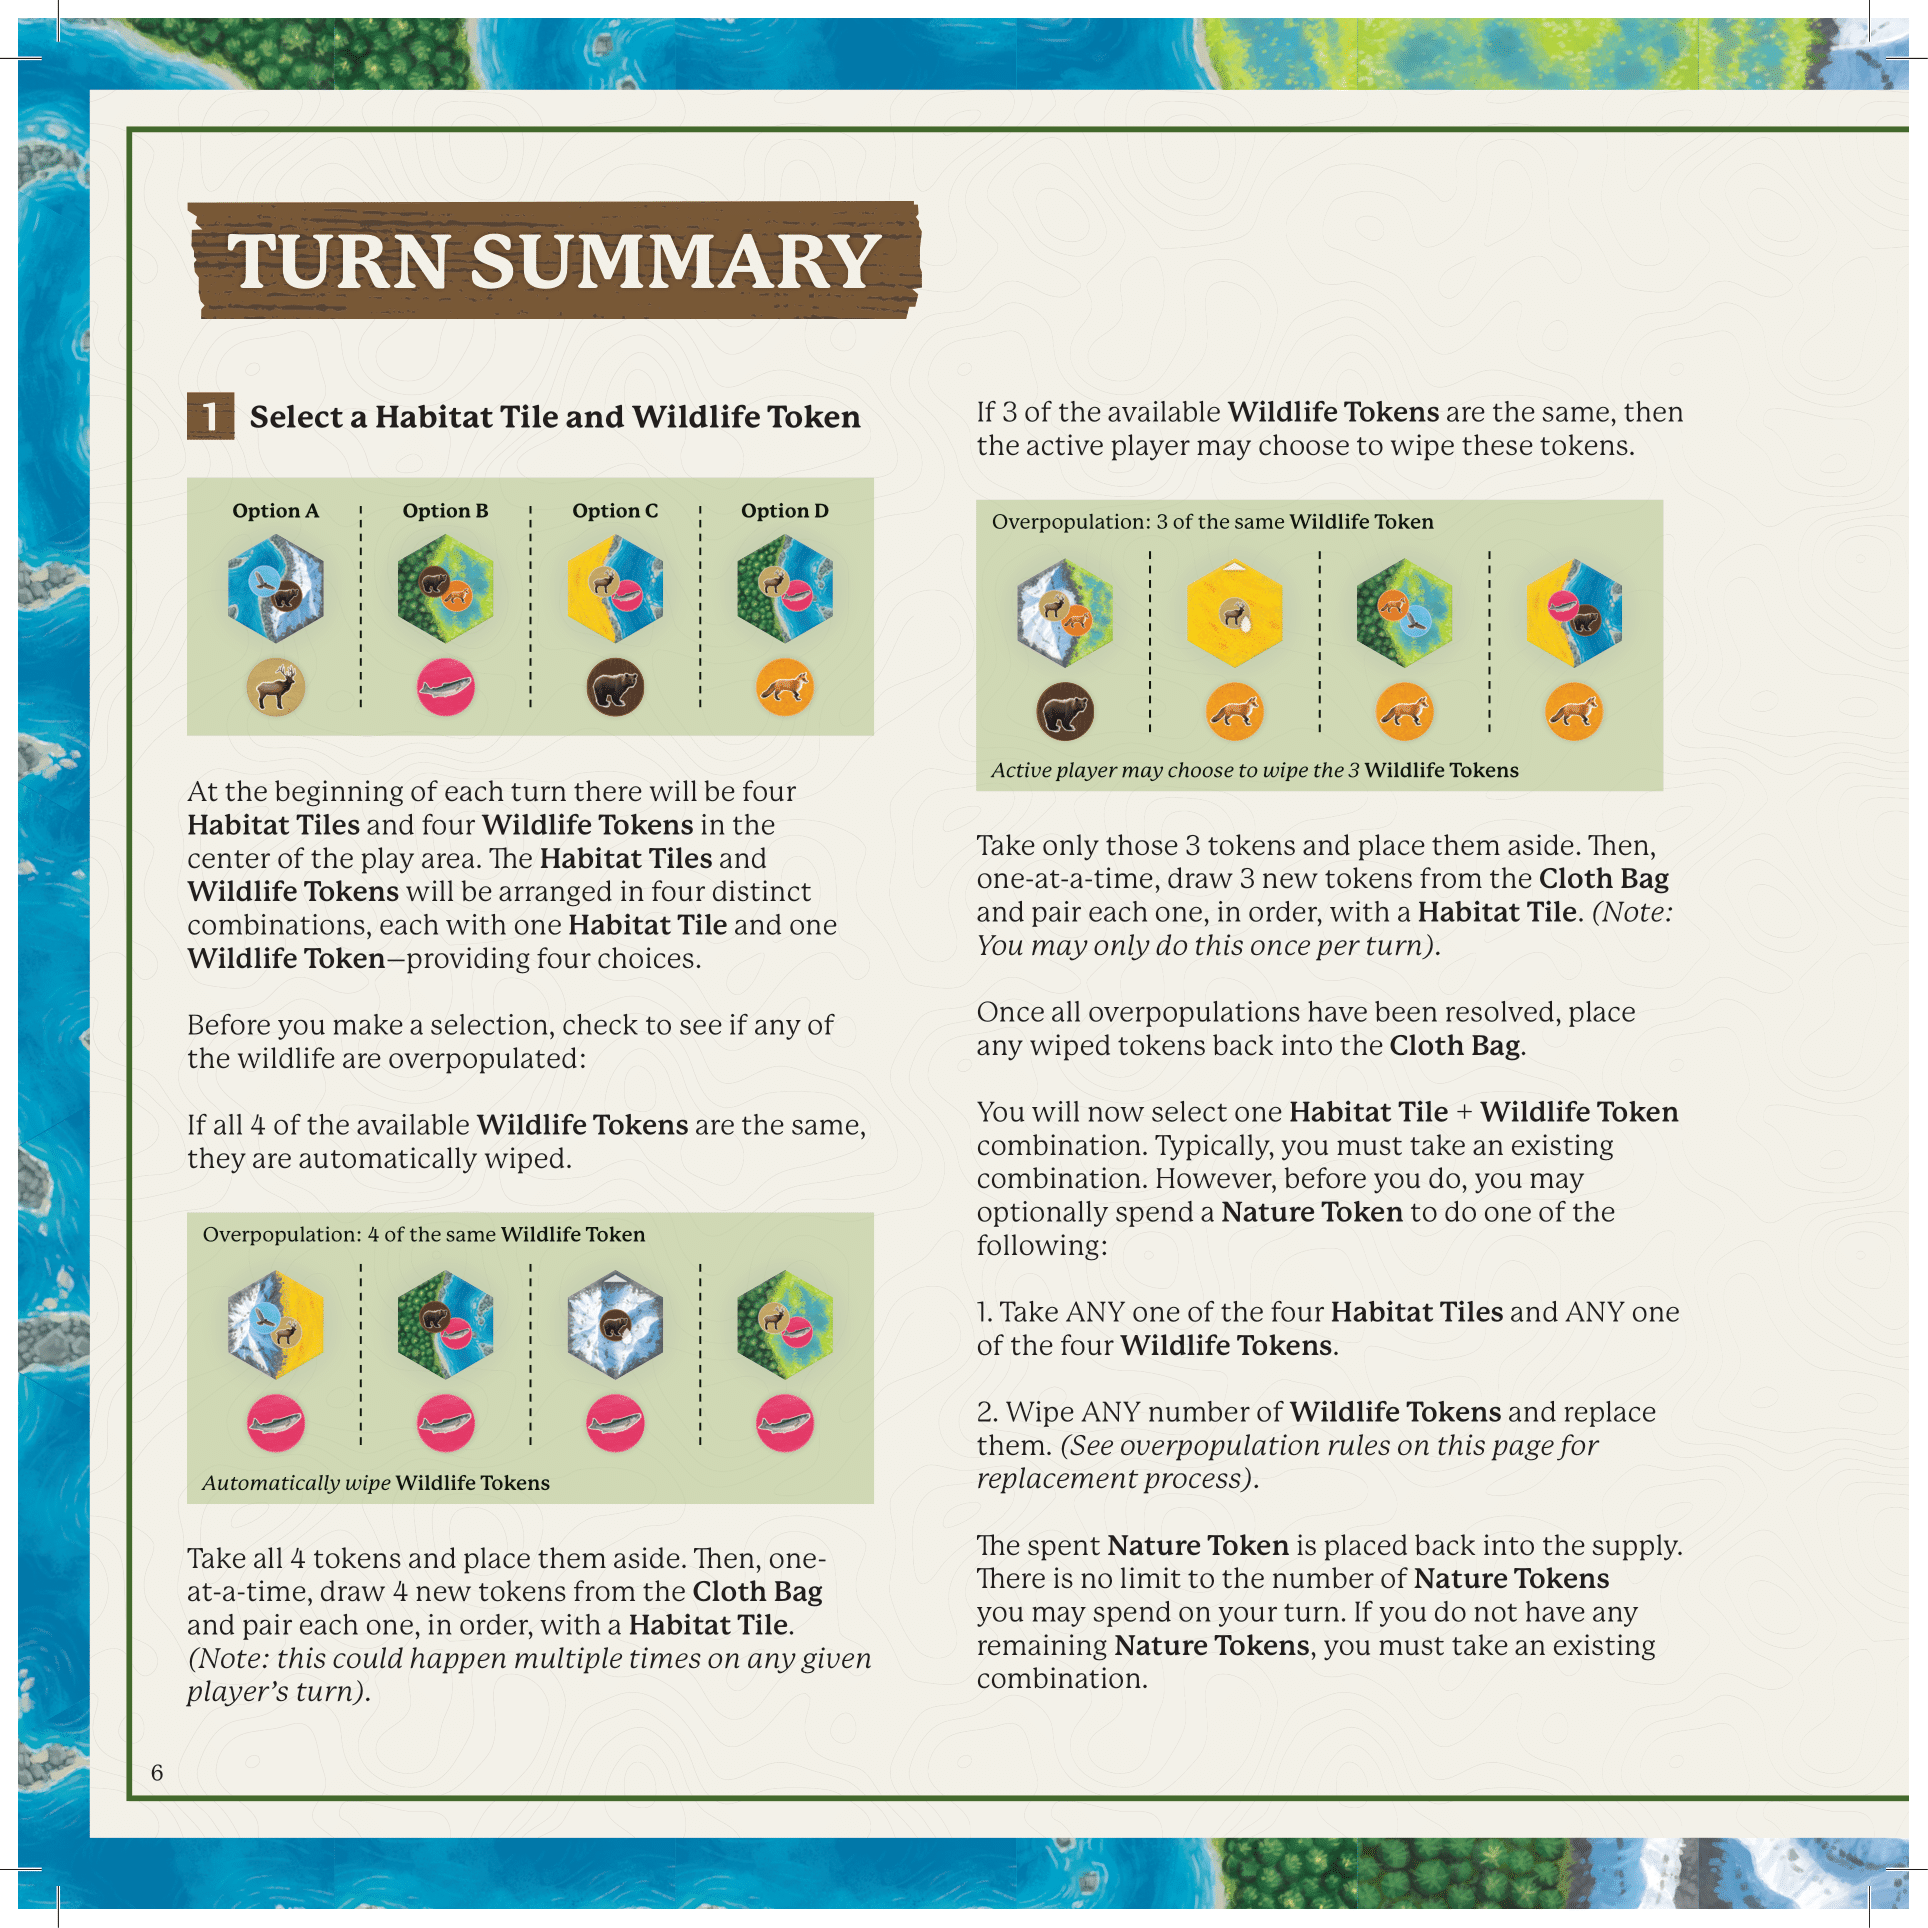 TURN SUMMARY
1 Select a Habitat Tile and Wildlife Token
Option A Option B Option C Option D
At the beginning of each turn there will be four
Habitat Tiles and four Wildlife Tokens in the
center of the play area. The Habitat Tiles and
Wildlife Tokens will be arranged in four distinct
combinations, each with one Habitat Tile and one
Wildlife Token—providing four choices.
Before you make a selection, check to see if any of
the wildlife are overpopulated:
If all 4 of the available Wildlife Tokens are the same,
they are automatically wiped.
Overpopulation: 4 of the same Wildlife Token
Automatically wipe Wildlife Tokens
Take all 4 tokens and place them aside. Then, one-
at-a-time, draw 4 new tokens from the Cloth Bag
and pair each one, in order, with a Habitat Tile.
(Note: this could happen multiple times on any given
player’s turn).
If 3 of the available Wildlife Tokens are the same, then
the active player may choose to wipe these tokens.
Overpopulation: 3 of the same Wildlife Token
Active player may choose to wipe the 3 Wildlife Tokens
Take only those 3 tokens and place them aside. Then,
one-at-a-time, draw 3 new tokens from the Cloth Bag
and pair each one, in order, with a Habitat Tile. (Note:
You may only do this once per turn).
Once all overpopulations have been resolved, place
any wiped tokens back into the Cloth Bag.
You will now select one Habitat Tile + Wildlife Token
combination. Typically, you must take an existing
combination. However, before you do, you may
optionally spend a Nature Token to do one of the
following:
1. Take ANY one of the four Habitat Tiles and ANY one
of the four Wildlife Tokens.
2. Wipe ANY number of Wildlife Tokens and replace
them. (See overpopulation rules on this page for
replacement process).
The spent Nature Token is placed back into the supply.
There is no limit to the number of Nature Tokens
you may spend on your turn. If you do not have any
remaining Nature Tokens, you must take an existing
combination.
6